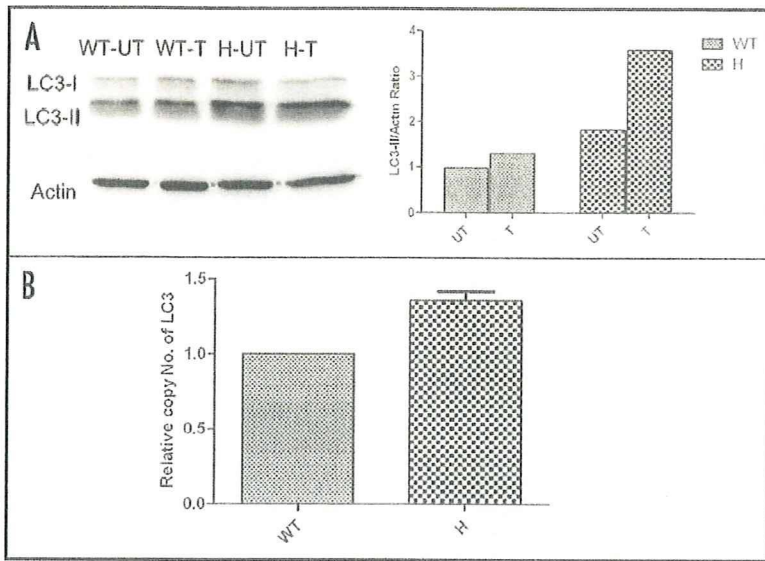 A
WT-UT WT-T H-UT H-T
LC3-I
LC3-II
Actin
LC3-II/Actin Ratio
4
3
2
1
0
UT
T
UT
T
WT
H
B
Relative copy No. of LC3
1.5
1.0
0.5
0.0
WT
H